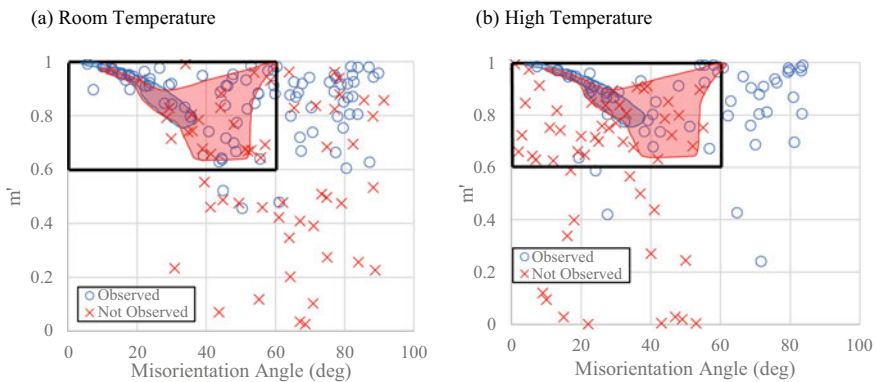 (a) Room Temperature
1
0.8
0.6
0.4
0.2
0
m'
Observed
Not Observed
0 20 40 60 80 100
Misorientation Angle (deg)
(b) High Temperature
1
0.8
0.6
0.4
0.2
0
m'
Observed
Not Observed
0 20 40 60 80 100
Misorientation Angle (deg)